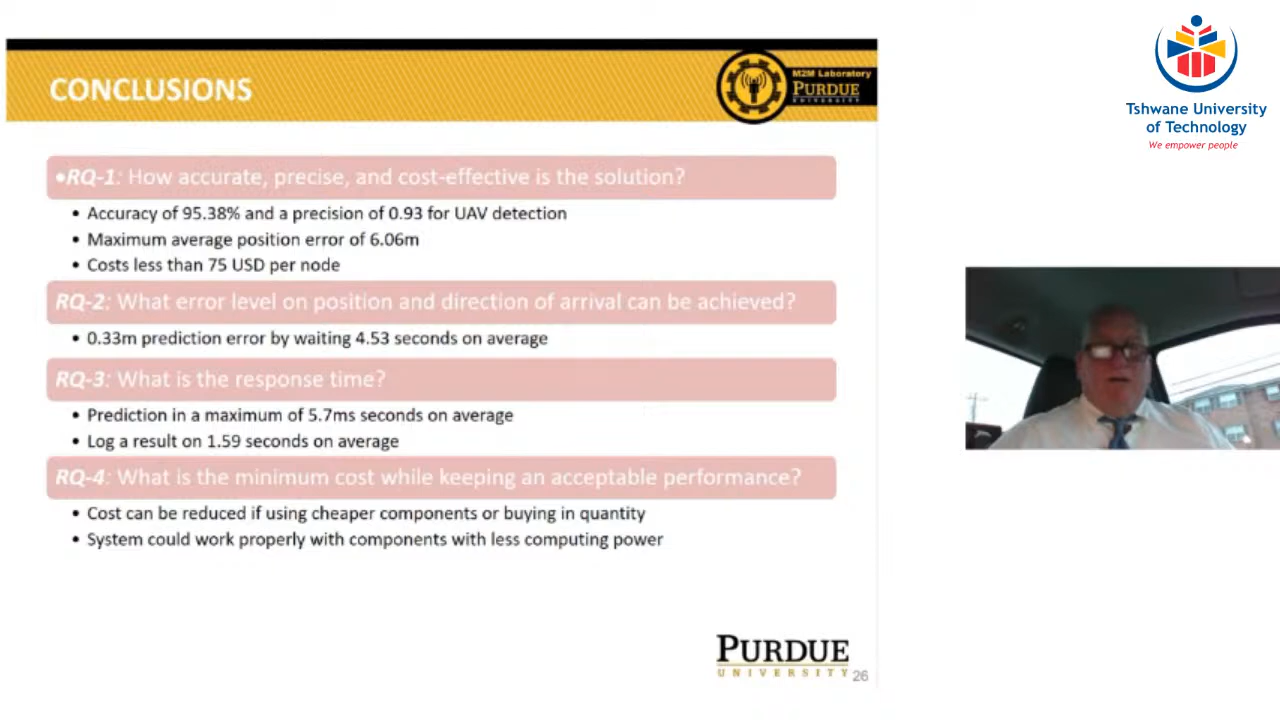 CONCLUSIONS
M2M Laboratory
PURDUE
UNIVERSITY
Tshwane University
of Technology
We empower people
•RQ-1: How accurate, precise, and cost-effective is the solution?
• Accuracy of 95.38% and a precision of 0.93 for UAV detection
• Maximum average position error of 6.06m
• Costs less than 75 USD per node
RQ-2: What error level on position and direction of arrival can be achieved?
• 0.33m prediction error by waiting 4.53 seconds on average
RQ-3: What is the response time?
• Prediction in a maximum of 5.7ms seconds on average
• Log a result on 1.59 seconds on average
RQ-4: What is the minimum cost while keeping an acceptable performance?
• Cost can be reduced if using cheaper components or buying in quantity
• System could work properly with components with less computing power
PURDUE
UNIVERSITY
26